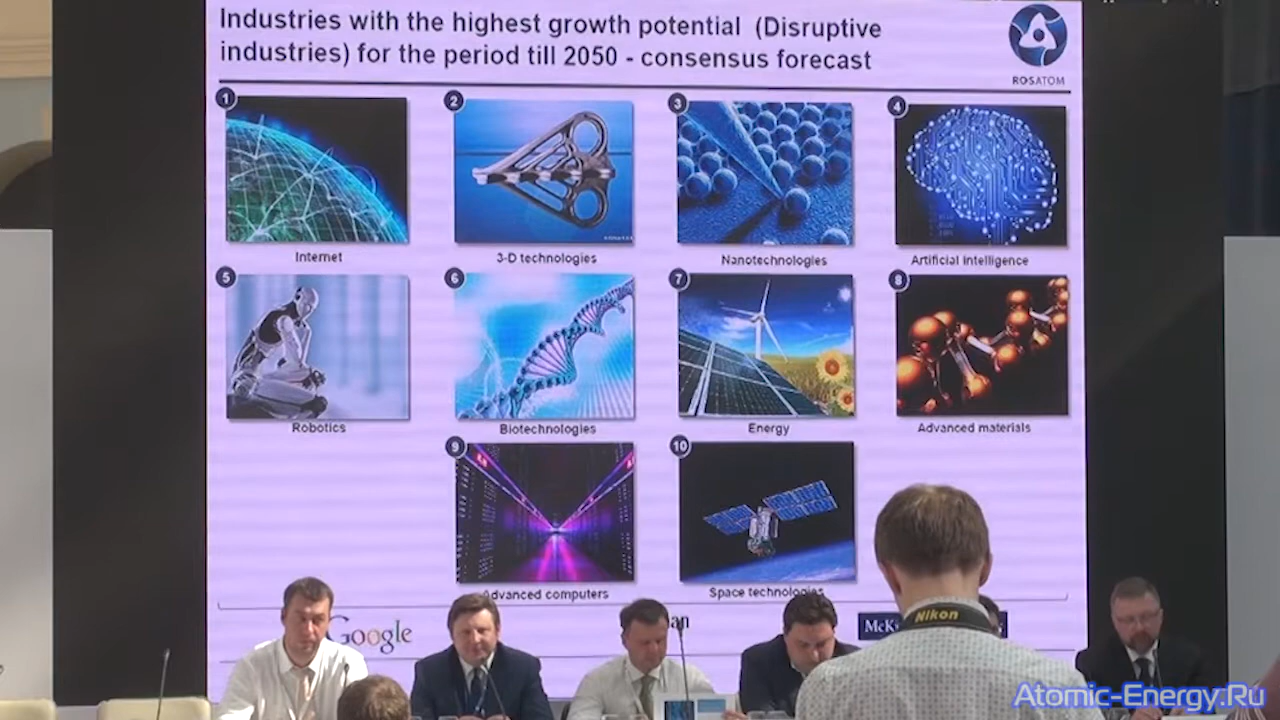 Industries with the highest growth potential (Disruptive
industries) for the period till 2050 - consensus forecast
ROSATOM
1
2
3
4
Internet
3-D technologies
Nanotechnologies
Artificial intelligence
5
6
7
8
Robotics
Biotechnologies
Energy
Advanced materials
9
10
Advanced computers
Space technologies
Google
an
McK
Nikon
Atomic-Energy.Ru